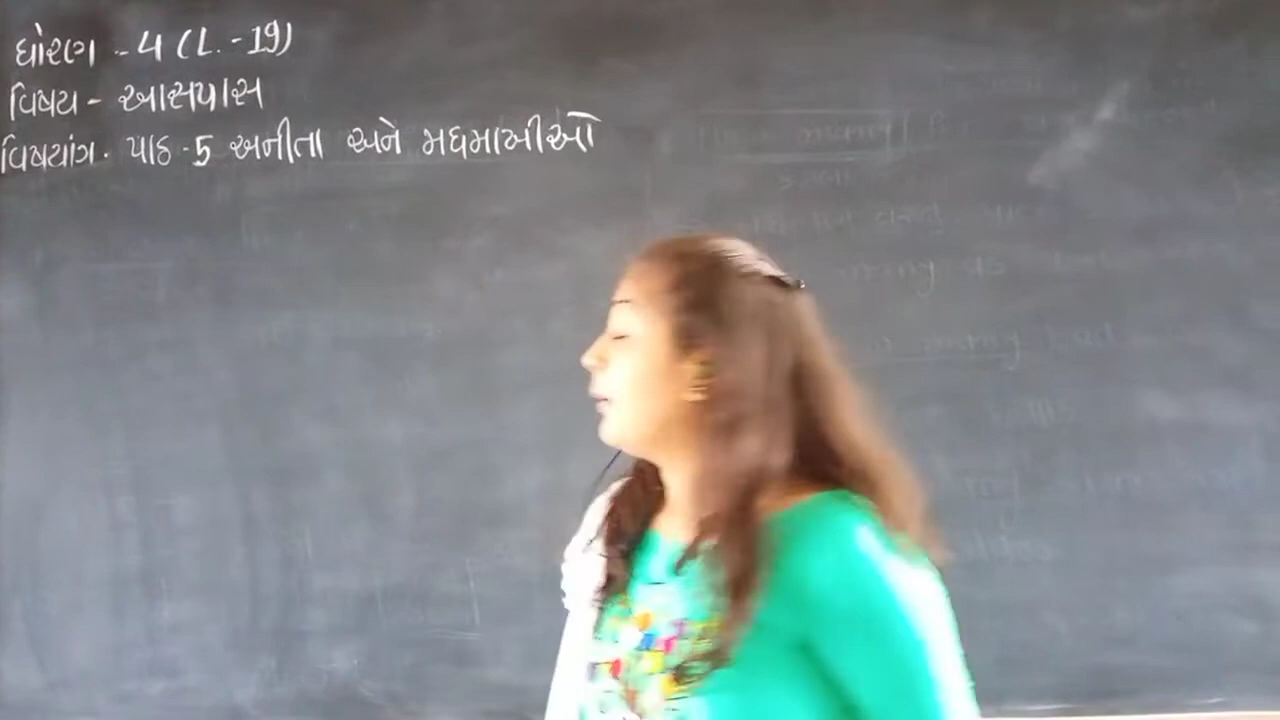 ધોરણ - 4 (L. - 19)
વિષય - આસપાસ
વિષયાંગ. પાઠ - 5 અનીતા અને મધમાખીઓ